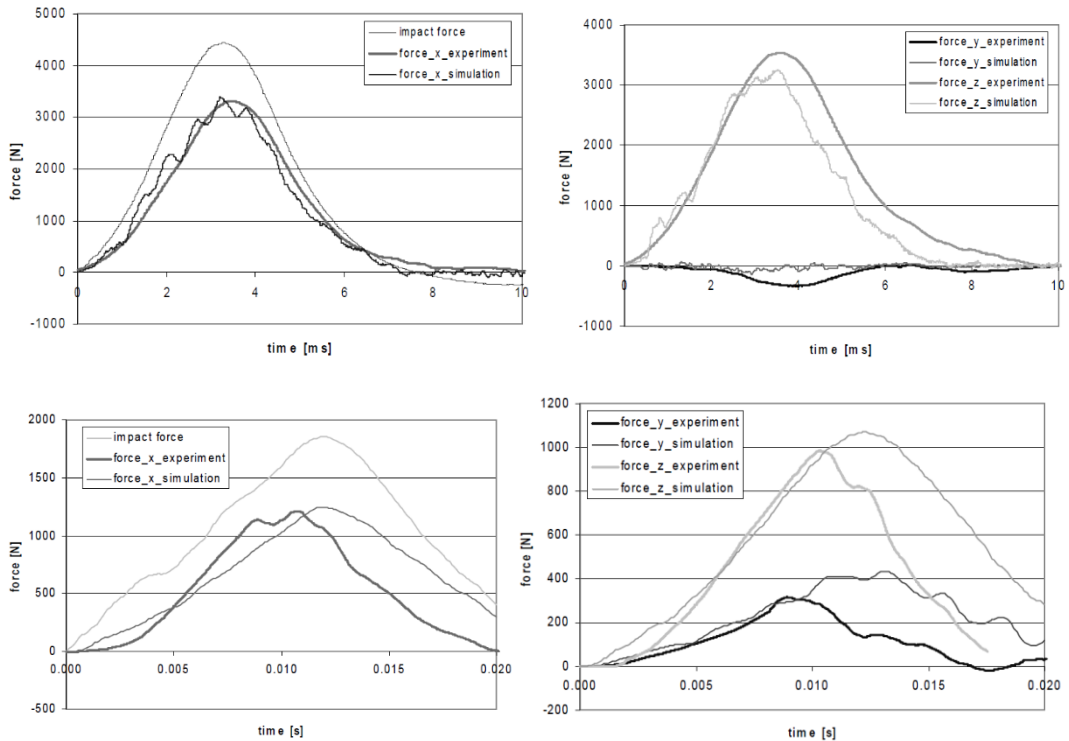 5000
4000
3000
2000
1000
0
-1000
force [N]
impact force
force_x_experiment
force_x_simulation
0 2 4 6 8 10
time [ms]
4000
3000
2000
1000
0
-1000
force [N]
force_y_experiment
force_y_simulation
force_z_experiment
force_z_simulation
0 2 4 6 8 10
time [ms]
2000
1500
1000
500
0
-500
force [N]
impact force
force_x_experiment
force_x_simulation
0.000 0.005 0.010 0.015 0.020
time [s]
1200
1000
800
600
400
200
0
-200
force [N]
force_y_experiment
force_y_simulation
force_z_experiment
force_z_simulation
0.000 0.005 0.010 0.015 0.020
time [s]